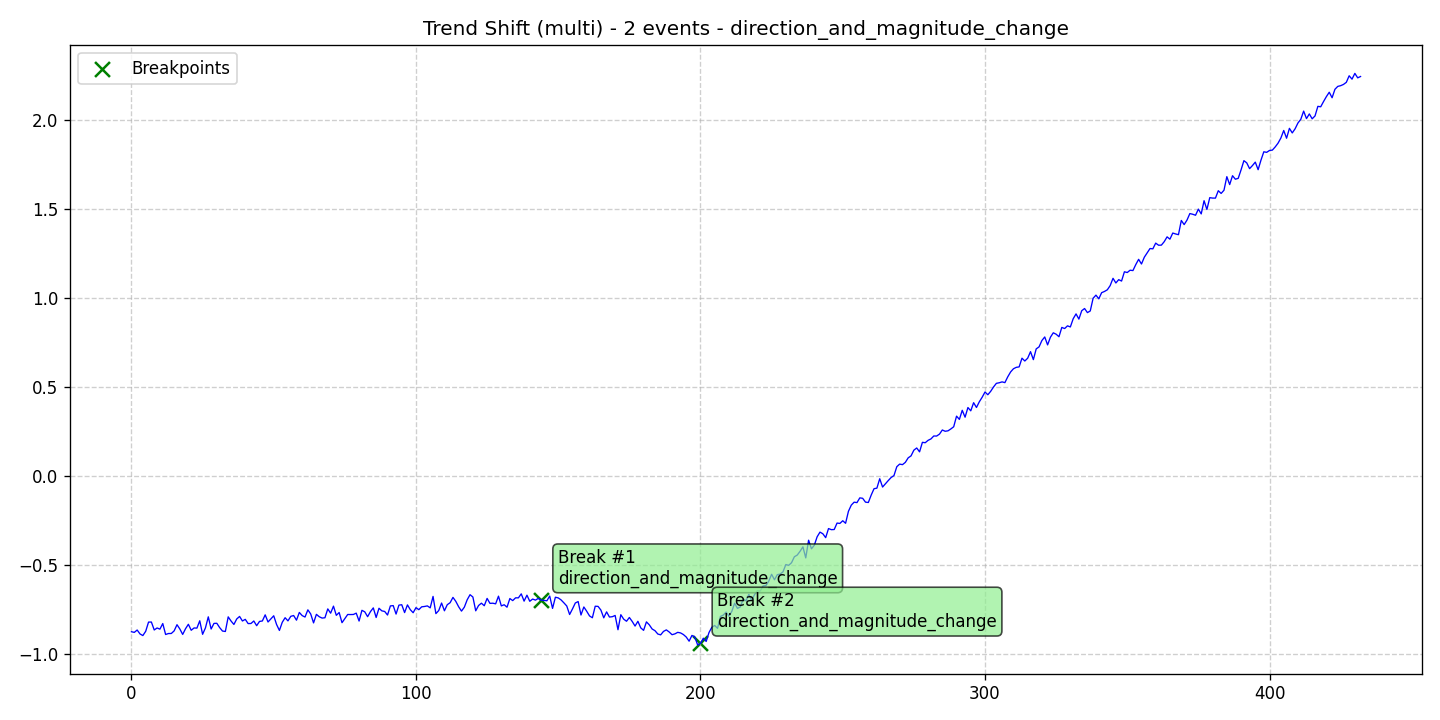 Trend Shift (multi) - 2 events - direction_and_magnitude_change
Breakpoints
2.0
1.5
1.0
0.5
0.0
−0.5
−1.0
Break #1
direction_and_magnitude_change
Break #2
direction_and_magnitude_change
0
100
200
300
400